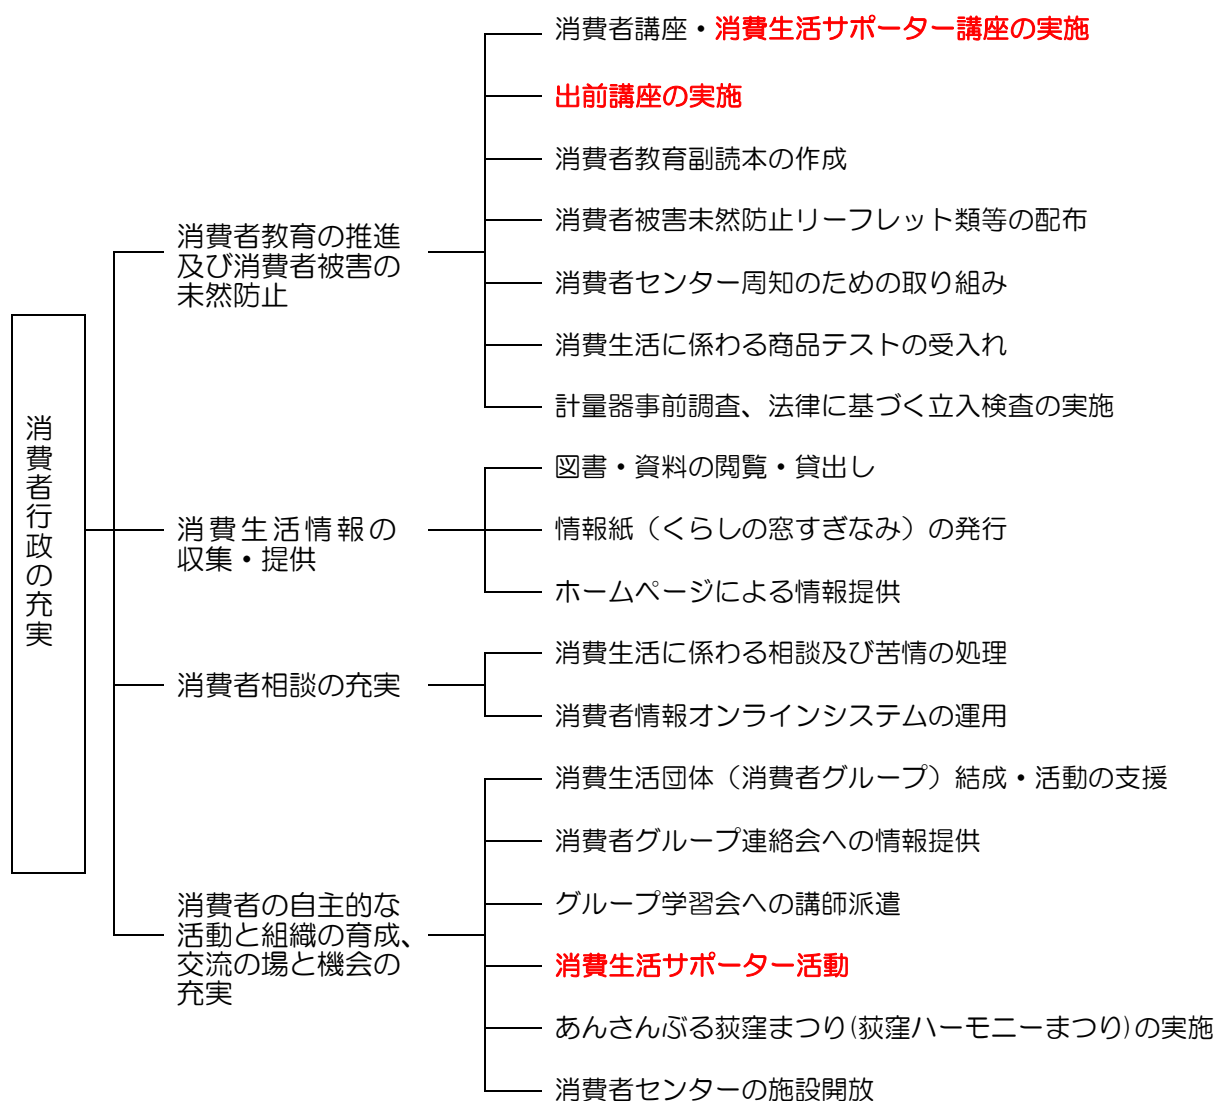 消費者行政の充実
消費者教育の推進
及び消費者被害の
未然防止
消費者講座・消費生活サポーター講座の実施
出前講座の実施
消費者教育副読本の作成
消費者被害未然防止リーフレット類等の配布
消費者センター周知のための取り組み
消費生活に係わる商品テストの受入れ
計量器事前調査、法律に基づく立入検査の実施
消費生活情報の
収集・提供
図書・資料の閲覧・貸出し
情報紙（くらしの窓すぎなみ）の発行
ホームページによる情報提供
消費者相談の充実
消費生活に係わる相談及び苦情の処理
消費者情報オンラインシステムの運用
消費者の自主的な
活動と組織の育成、
交流の場と機会の
充実
消費生活団体（消費者グループ）結成・活動の支援
消費者グループ連絡会への情報提供
グループ学習会への講師派遣
消費生活サポーター活動
あんさんぶる荻窪まつり(荻窪ハーモニーまつり)の実施
消費者センターの施設開放